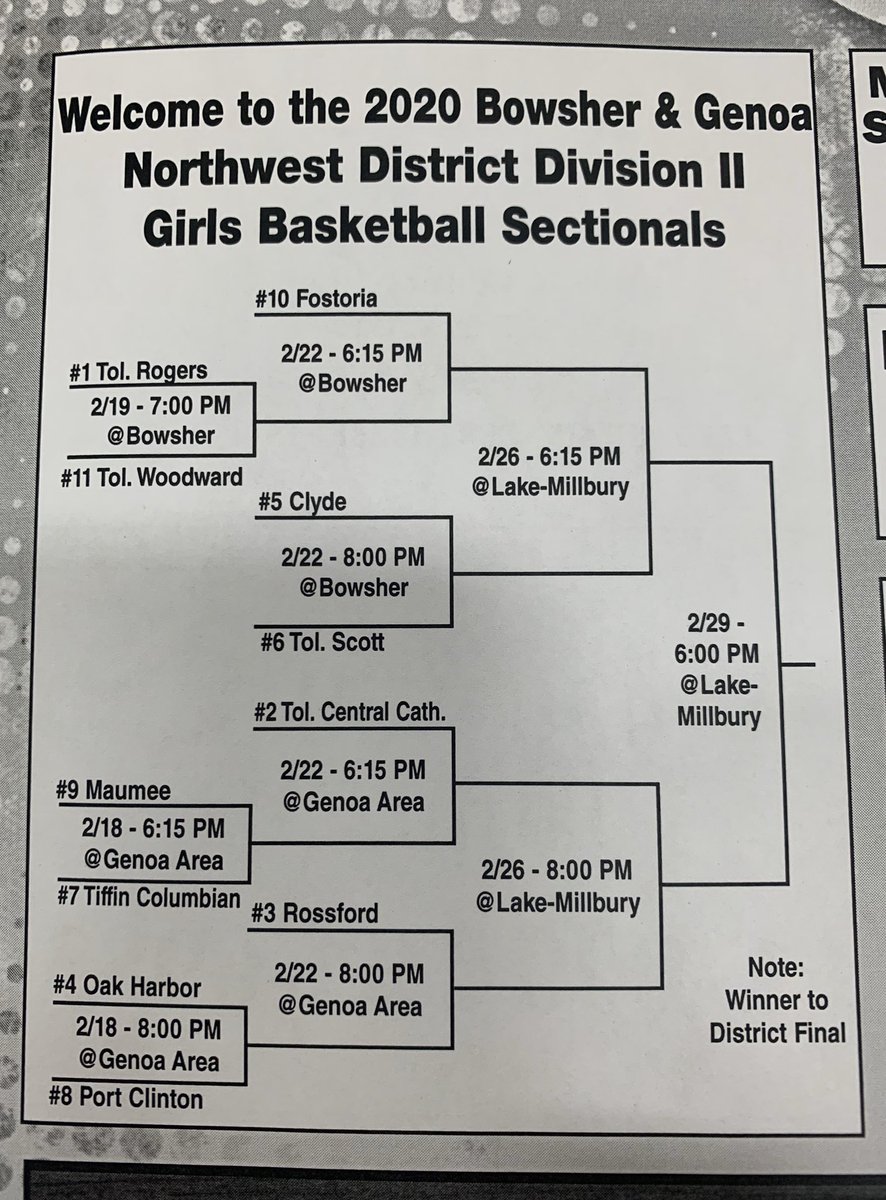 Welcome to the 2020 Bowsher & Genoa
Northwest District Division II
Girls Basketball Sectionals
#10 Fostoria
2/22 - 6:15 PM
@Bowsher
#1 Tol. Rogers
2/19 - 7:00 PM
@Bowsher
#11 Tol. Woodward
2/26 - 6:15 PM
@Lake-Millbury
#5 Clyde
2/22 - 8:00 PM
@Bowsher
#6 Tol. Scott
2/29 -
6:00 PM
@Lake-
Millbury
#2 Tol. Central Cath.
2/22 - 6:15 PM
@Genoa Area
#9 Maumee
2/18 - 6:15 PM
@Genoa Area
#7 Tiffin Columbian
2/26 - 8:00 PM
@Lake-Millbury
#3 Rossford
2/22 - 8:00 PM
@Genoa Area
#4 Oak Harbor
2/18 - 8:00 PM
@Genoa Area
#8 Port Clinton
Note:
Winner to
District Final